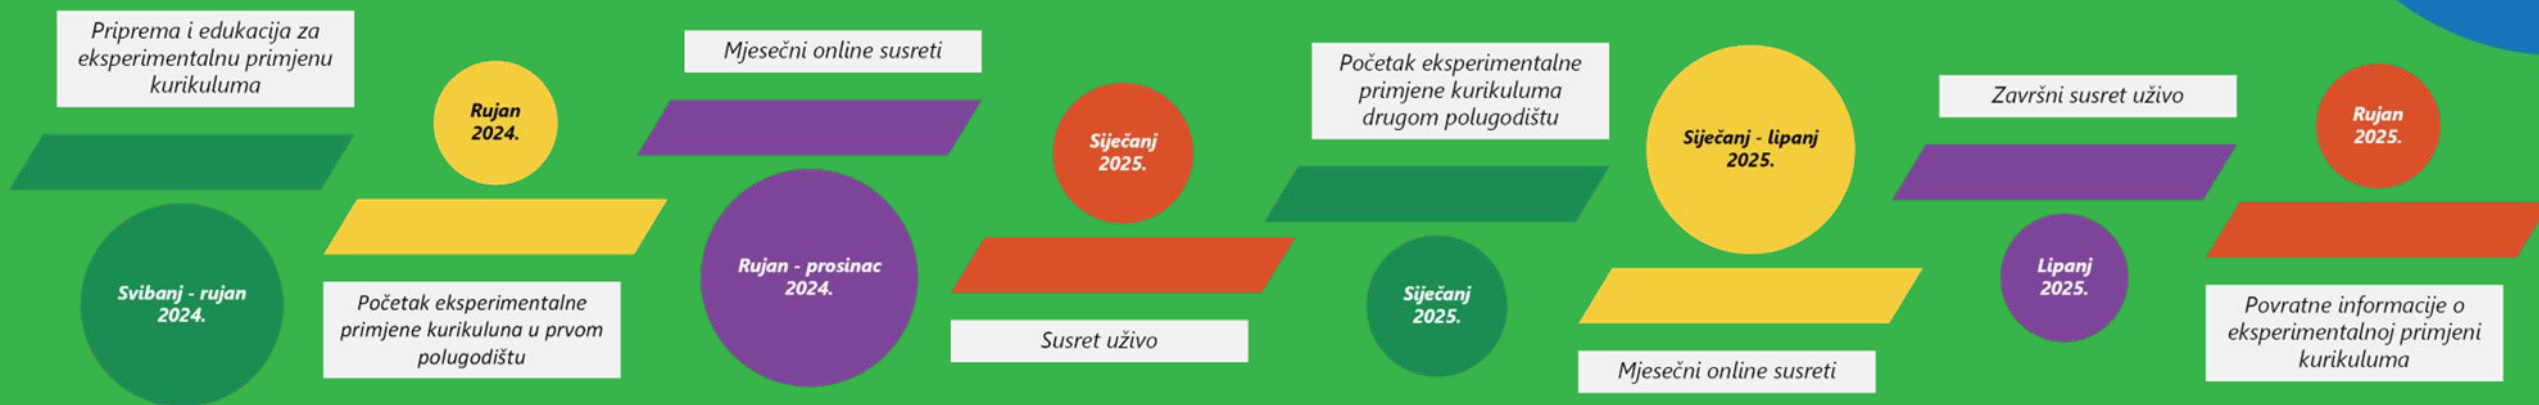 Priprema i edukacija za
eksperimentalnu primjenu
kurikuluma
Svibanj - rujan
2024.
Rujan
2024.
Početak eksperimentalne
primjene kurikuluna u prvom
polugodištu
Mjesečni online susreti
Rujan - prosinac
2024.
Siječanj
2025.
Susret uživo
Početak eksperimentalne
primjene kurikuluma
drugom polugodištu
Siječanj
2025.
Siječanj - lipanj
2025.
Mjesečni online susreti
Završni susret uživo
Lipanj
2025.
Rujan
2025.
Povratne informacije o
eksperimentalnoj primjeni
kurikuluma